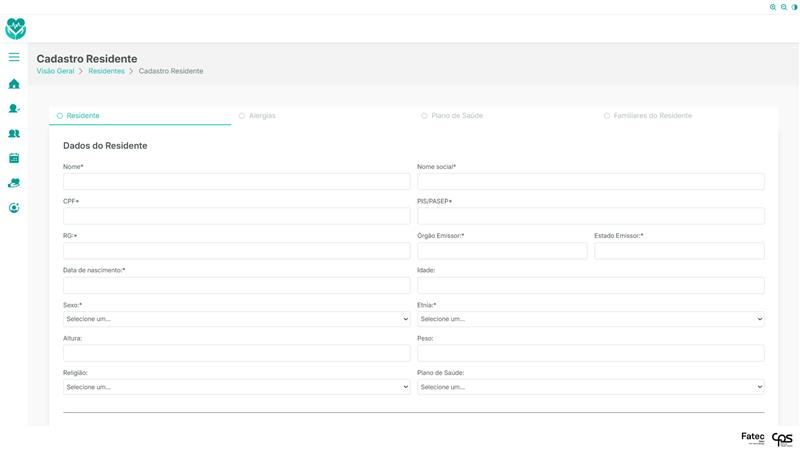 Cadastro Residente
Visão Geral > Residentes > Cadastro Residente
Residente Alergias Plano de Saúde Familiares do Residente
Dados do Residente
Nome* Nome social*
CPF* PIS/PASEP*
RG:* Órgão Emissor:* Estado Emissor:*
Data de nascimento:* Idade:
Sexo:* Etnia:*
Selecione um... Selecione um...
Altura: Peso:
Religião: Plano de Saúde:
Selecione um... Selecione um...
Fatec CPS